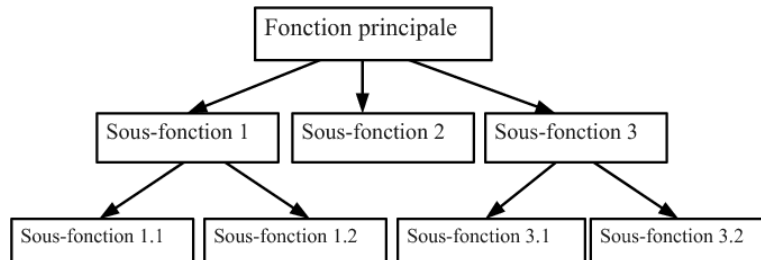 Fonction principale
Sous-fonction 1
Sous-fonction 2
Sous-fonction 3
Sous-fonction 1.1
Sous-fonction 1.2
Sous-fonction 3.1
Sous-fonction 3.2